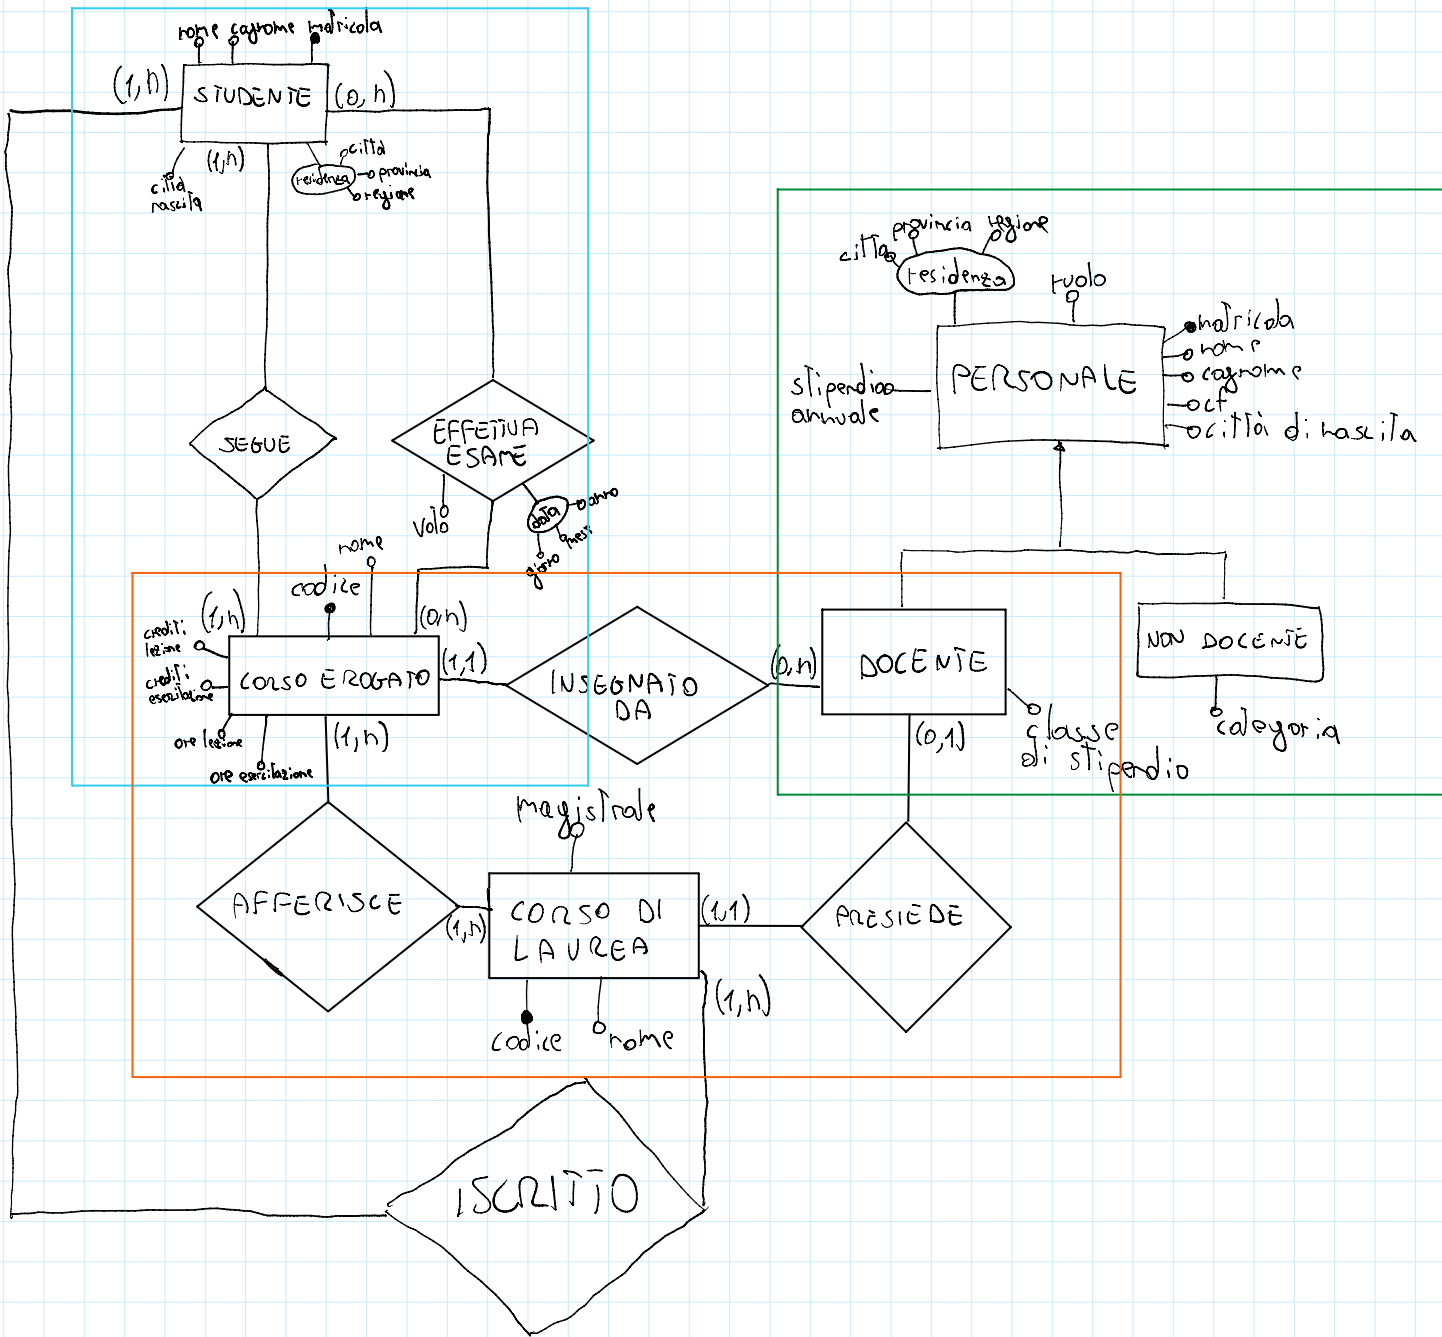 nome cognome matricola
(1,n)
STUDENTE
(0,n)
(1,n)
città
nascita
residenza
città
provincia
regione
SEGUE
EFFETTUA
ESAME
voto
data
anno
mese
giorno
provincia regione
città
residenza
ruolo
PERSONALE
stipendio
annuale
matricola
nome
cognome
cf
città di nascita
nome
codice
(1,n)
(0,n)
crediti
lezione
crediti
esercitazione
CORSO EROGATO
(1,1)
ore lezione
ore esercitazione
(1,n)
INSEGNATO
DA
(0,n)
DOCENTE
(0,1)
classe
di stipendio
NON DOCENTE
categoria
magistrale
AFFERISCE
(1,n)
CORSO DI
LAUREA
(1,1)
PRESIEDE
(1,n)
codice
nome
ISCRITTO